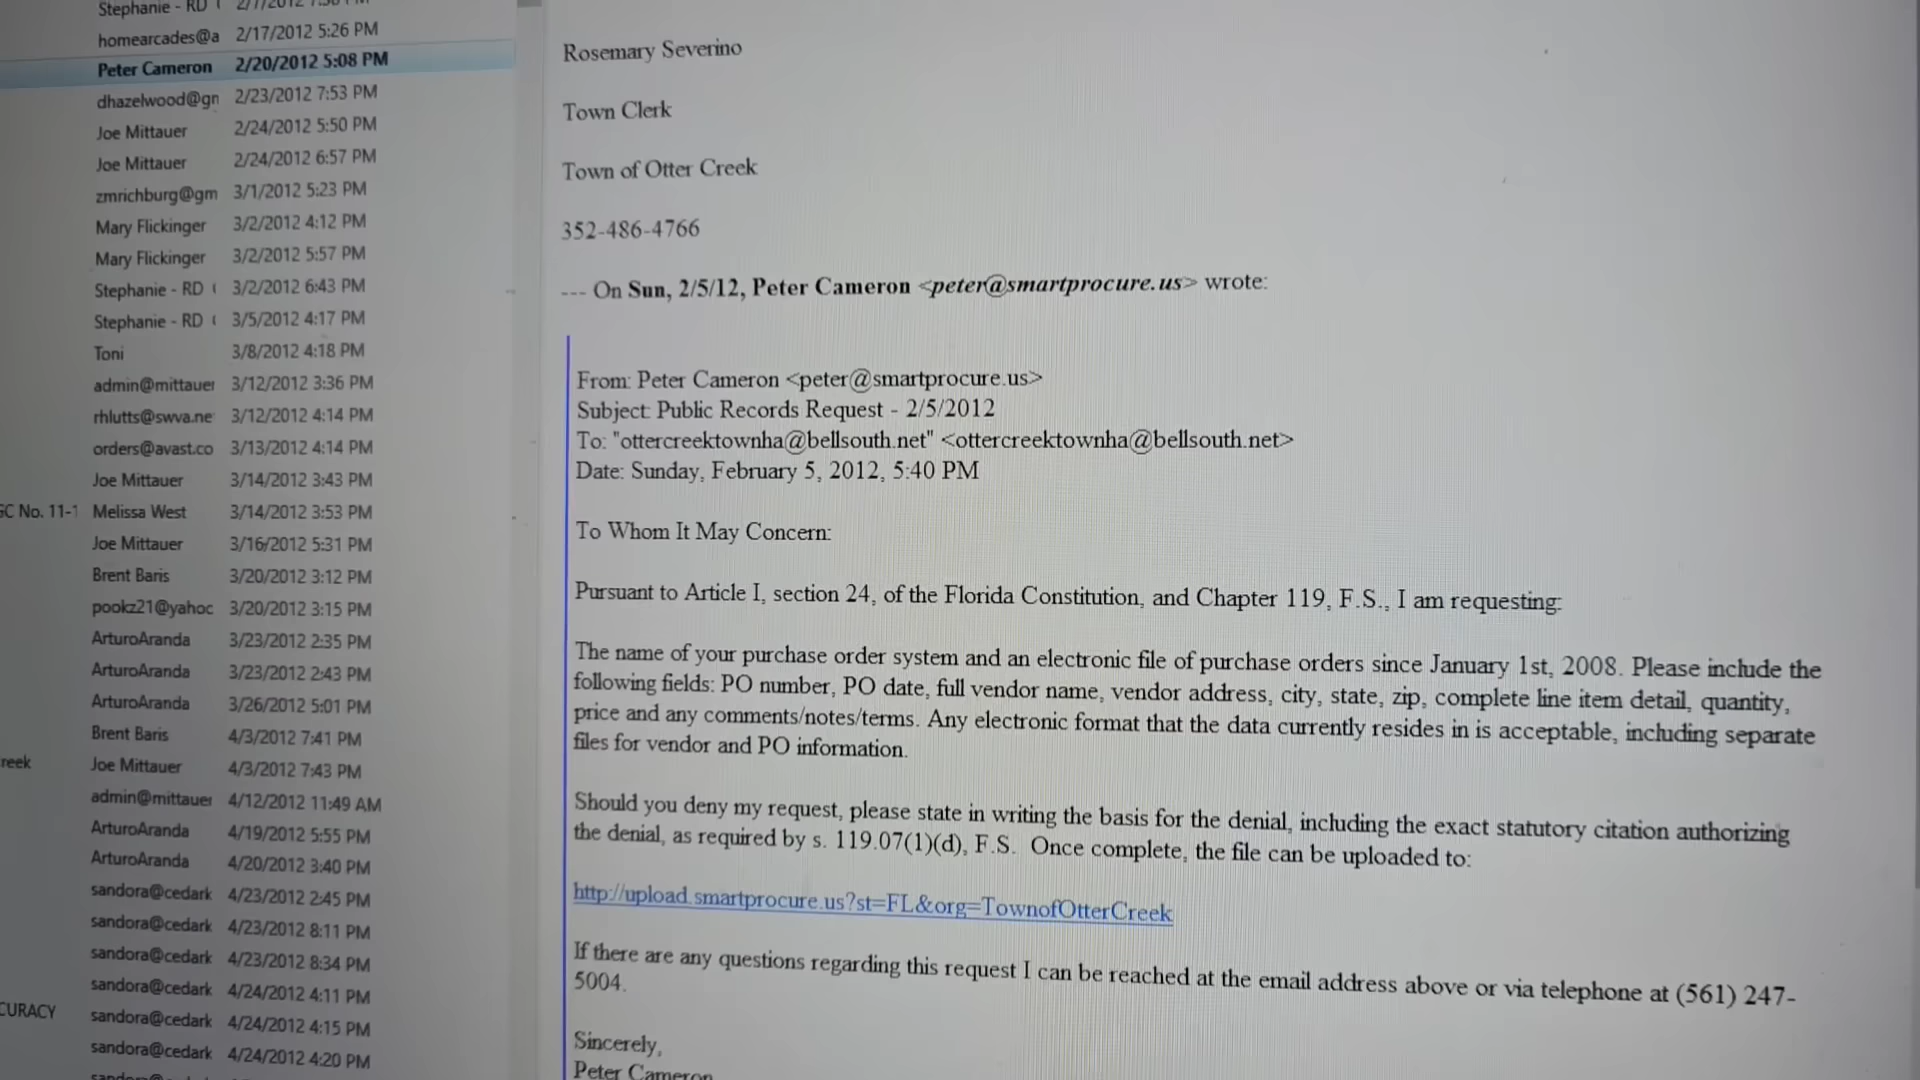 Stephanie - RD
homearcades@a 2/17/2012 5:26 PM
Peter Cameron 2/20/2012 5:08 PM
dhazelwood@gn 2/23/2012 7:53 PM
Joe Mittauer 2/24/2012 5:50 PM
Joe Mittauer 2/24/2012 6:57 PM
zmrichburg@gm 3/1/2012 5:23 PM
Mary Flickinger 3/2/2012 4:12 PM
Mary Flickinger 3/2/2012 5:57 PM
Stephanie - RD ( 3/2/2012 6:43 PM
Stephanie - RD ( 3/5/2012 4:17 PM
Toni 3/8/2012 4:18 PM
admin@mittauer 3/12/2012 3:36 PM
rhlutts@swva.ne 3/12/2012 4:14 PM
orders@avast.co 3/13/2012 4:14 PM
Joe Mittauer 3/14/2012 3:43 PM
GC No. 11-1 Melissa West 3/14/2012 3:53 PM
Joe Mittauer 3/16/2012 5:31 PM
Brent Baris 3/20/2012 3:12 PM
pookz21@yahoc 3/20/2012 3:15 PM
ArturoAranda 3/23/2012 2:35 PM
ArturoAranda 3/23/2012 2:43 PM
ArturoAranda 3/26/2012 5:01 PM
Brent Baris 4/3/2012 7:41 PM
reek Joe Mittauer 4/3/2012 7:43 PM
admin@mittauer 4/12/2012 11:49 AM
ArturoAranda 4/19/2012 5:55 PM
ArturoAranda 4/20/2012 3:40 PM
sandora@cedark 4/23/2012 2:45 PM
sandora@cedark 4/23/2012 8:11 PM
sandora@cedark 4/23/2012 8:34 PM
sandora@cedark 4/24/2012 4:11 PM
CURACY sandora@cedark 4/24/2012 4:15 PM
sandora@cedark 4/24/2012 4:20 PM
Rosemary Severino
Town Clerk
Town of Otter Creek
352-486-4766
--- On Sun, 2/5/12, Peter Cameron <peter@smartprocure.us> wrote:
From: Peter Cameron <peter@smartprocure.us>
Subject: Public Records Request - 2/5/2012
To: "ottercreektownha@bellsouth.net" <ottercreektownha@bellsouth.net>
Date: Sunday, February 5, 2012, 5:40 PM
To Whom It May Concern:
Pursuant to Article I, section 24, of the Florida Constitution, and Chapter 119, F.S., I am requesting:
The name of your purchase order system and an electronic file of purchase orders since January 1st, 2008. Please include the
following fields: PO number, PO date, full vendor name, vendor address, city, state, zip, complete line item detail, quantity,
price and any comments/notes/terms. Any electronic format that the data currently resides in is acceptable, including separate
files for vendor and PO information.
Should you deny my request, please state in writing the basis for the denial, including the exact statutory citation authorizing
the denial, as required by s. 119.07(1)(d), F.S. Once complete, the file can be uploaded to:
http://upload.smartprocure.us?st=FL&org=TownofOtterCreek
If there are any questions regarding this request I can be reached at the email address above or via telephone at (561) 247-
5004.
Sincerely,
Peter Cameron